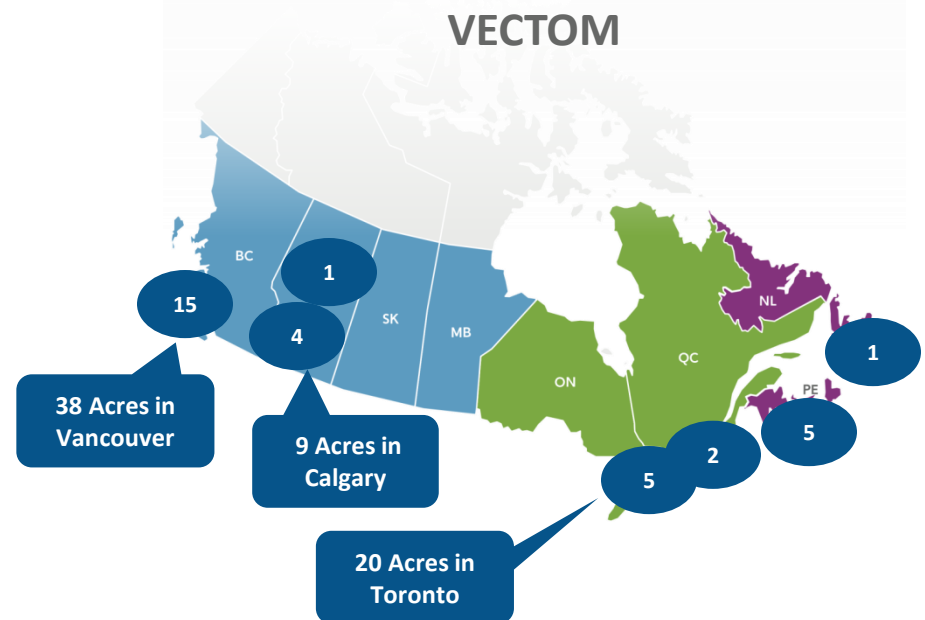 VECTOM
BC
1
15
4
SK
MB
NL
QC
ON
1
PE
5
2
5
38 Acres in
Vancouver
9 Acres in
Calgary
20 Acres in
Toronto